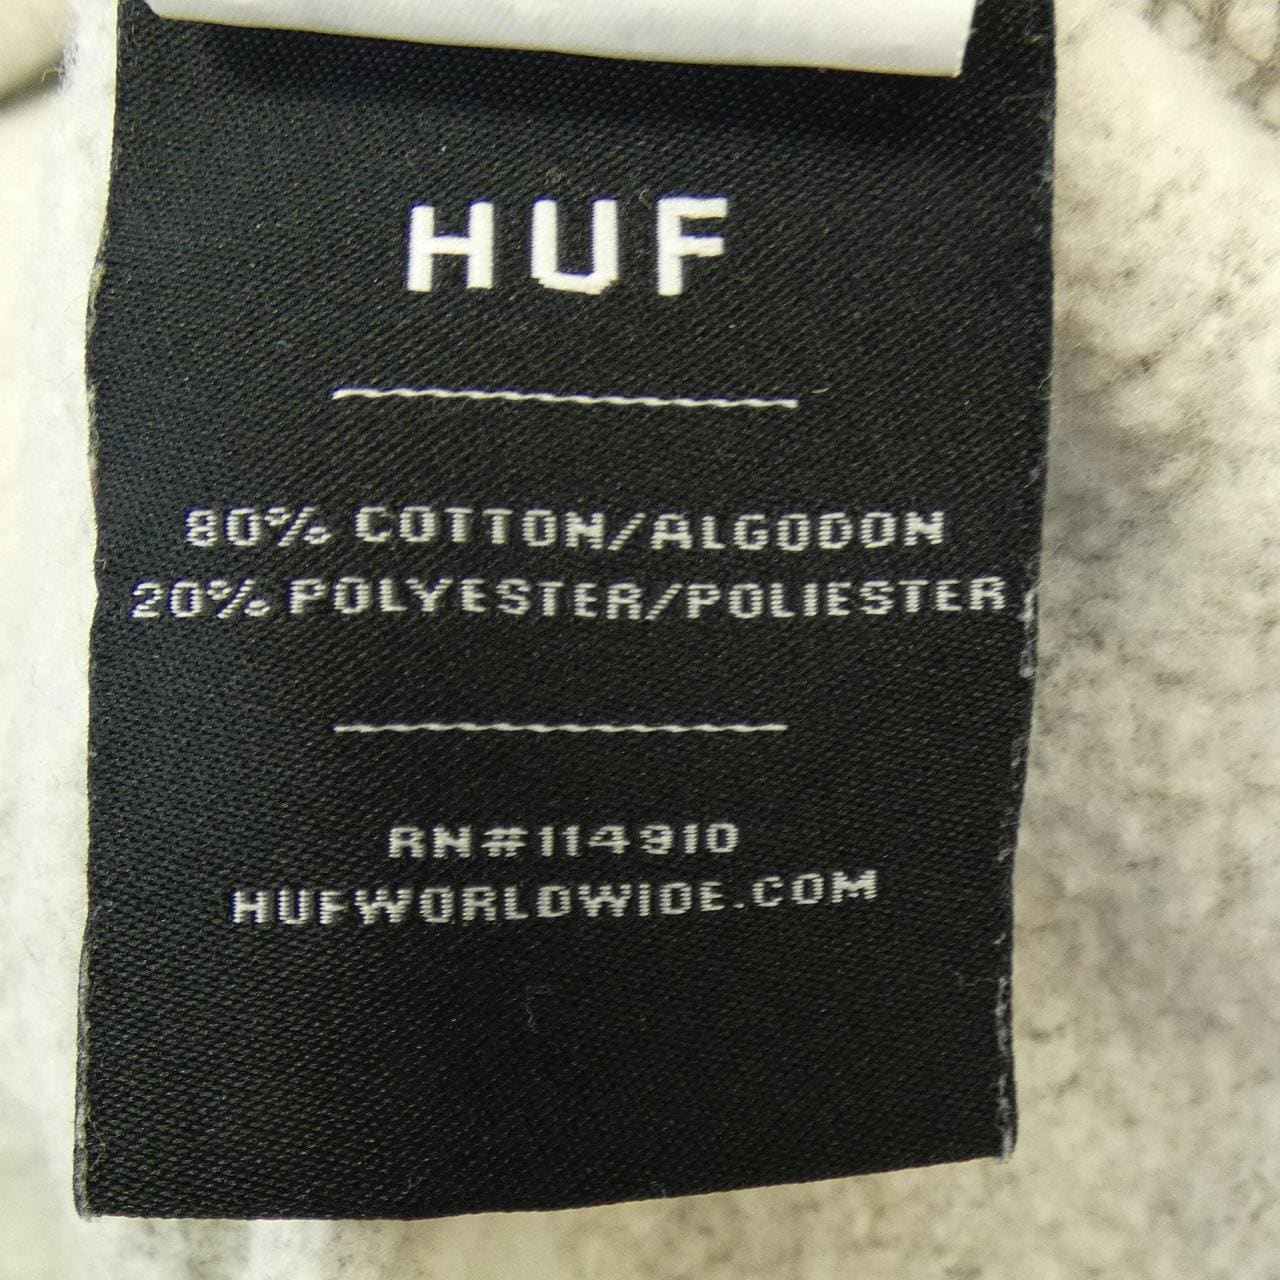 HUF
80% COTTON/ALGODON
20% POLYESTER/POLIESTER
RN#114910
HUFWORLDWIDE.COM